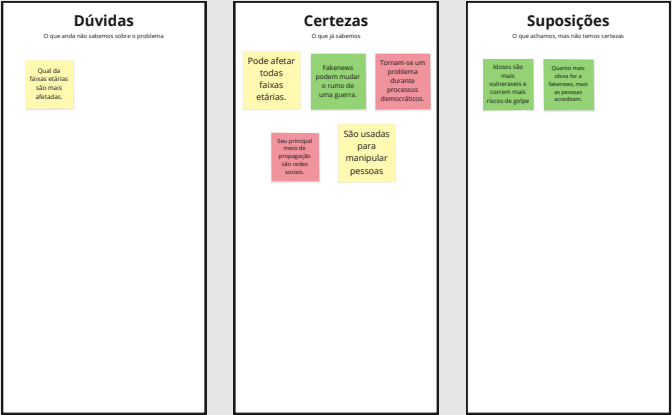 Dúvidas
O que anda não sabemos sobre o problema
Qual da
faixas etárias
são mais
afetadas.
Certezas
O que já sabemos
Pode afetar
todas
faixas
etárias.
Fakenews
podem mudar
o rumo de
uma guerra.
Tornam-se um
problema
durante
processos
democráticos.
Seu principal
meio de
propagação
são redes
sociais.
São usadas
para
manipular
pessoas
Suposições
O que achamos, mas não temos certezas
Idosos são
mais
vulneraveis e
correm mais
riscos de golpe
Quanto mais
obvia for a
fakenews, mais
as pessoas
acreditam.